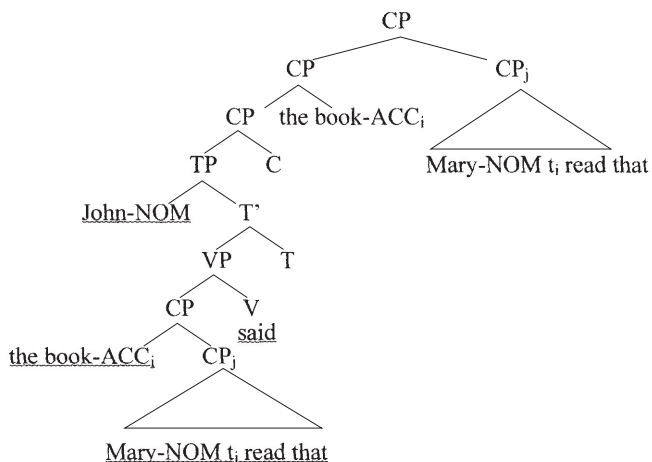 CP
CP CPj
CP the book-ACCi
TP C Mary-NOM ti read that
John-NOM T’
VP T
CP V
said
the book-ACCi CPj
Mary-NOM ti read that